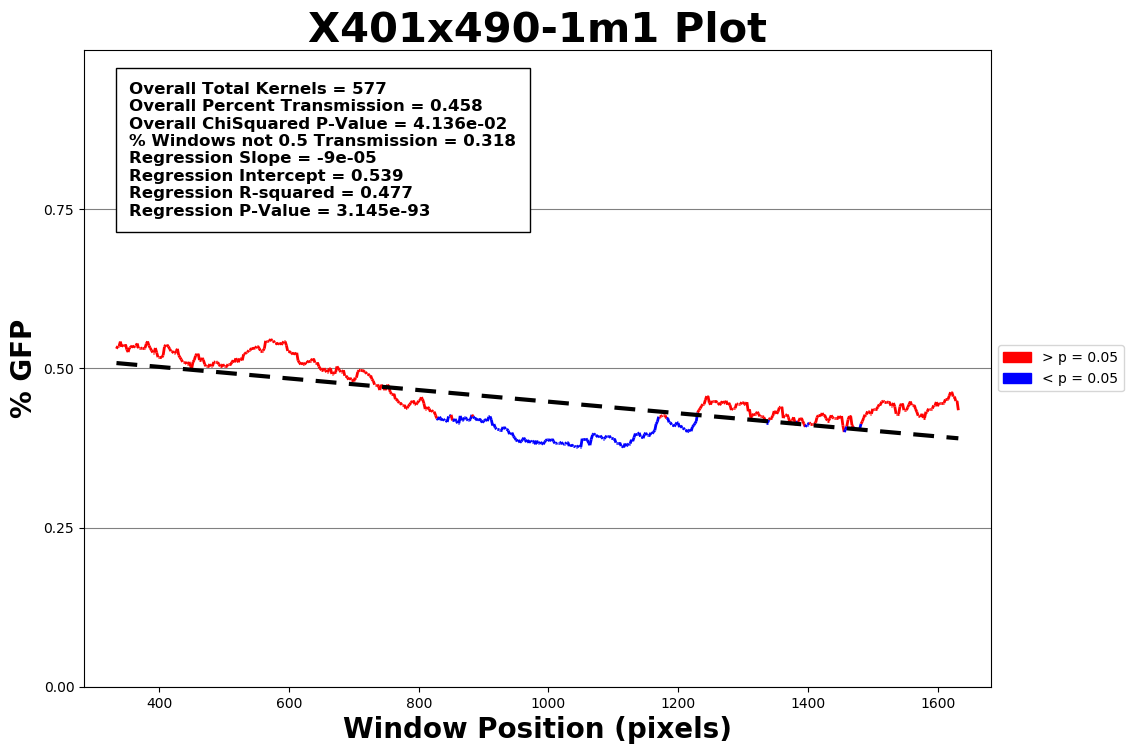 X401x490-1m1 Plot
Overall Total Kernels = 577
Overall Percent Transmission = 0.458
Overall ChiSquared P-Value = 4.136e-02
% Windows not 0.5 Transmission = 0.318
Regression Slope = -9e-05
Regression Intercept = 0.539
Regression R-squared = 0.477
Regression P-Value = 3.145e-93
% GFP
0.75
0.50
0.25
0.00
> p = 0.05
< p = 0.05
400 600 800 1000 1200 1400 1600
Window Position (pixels)